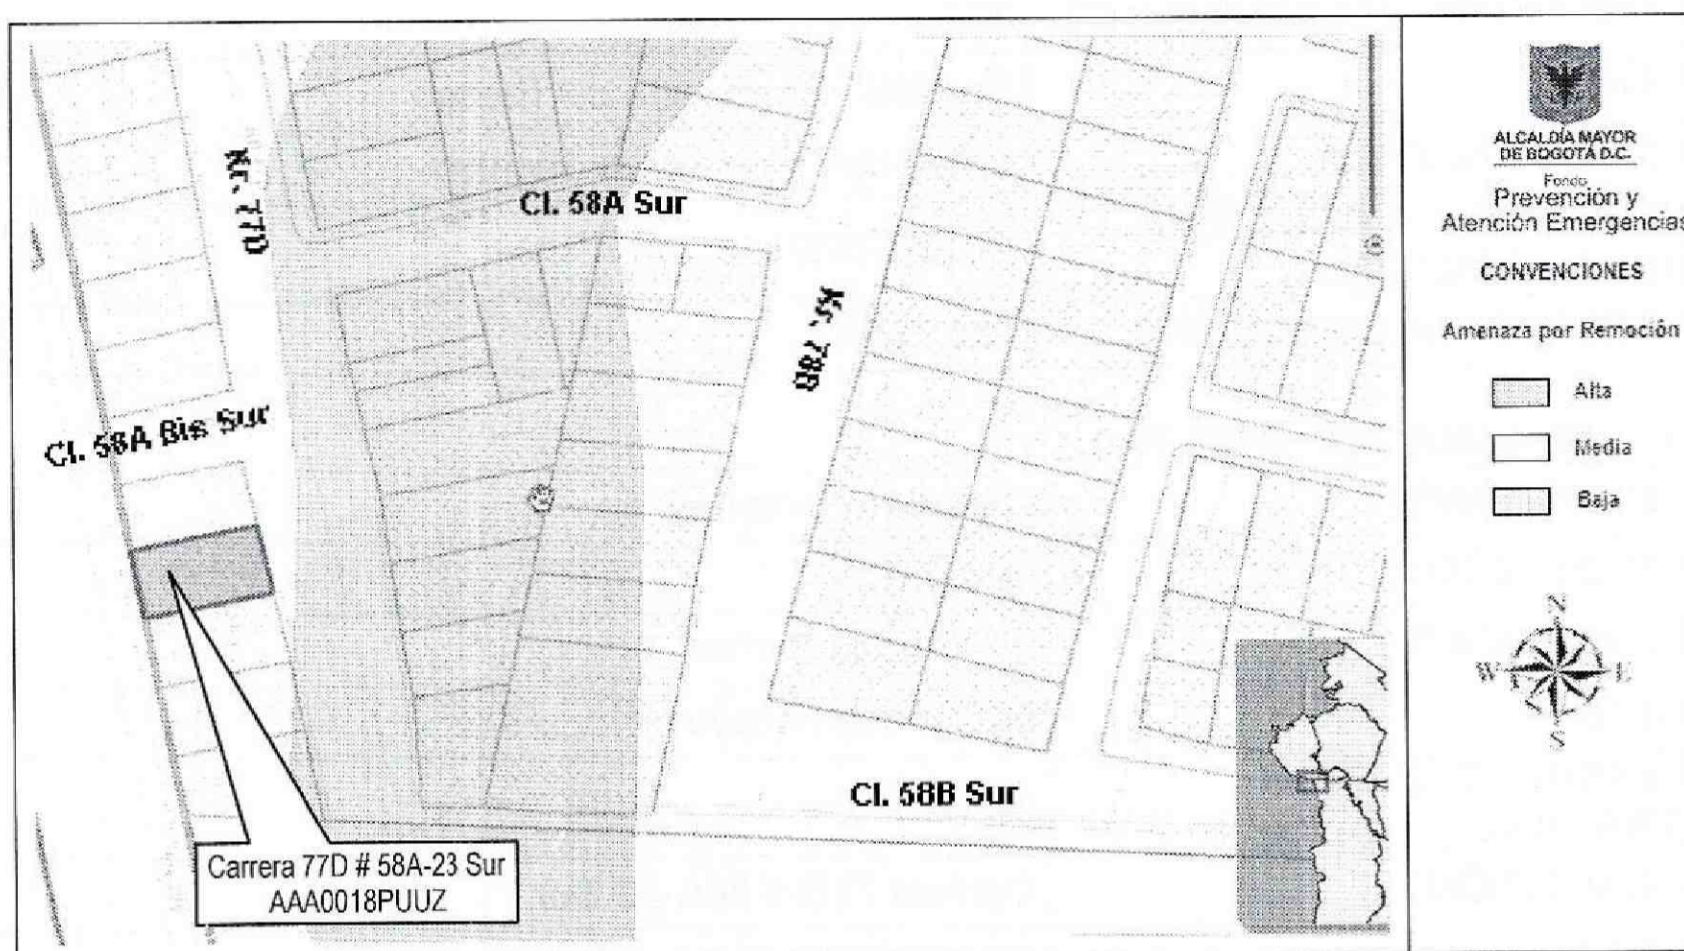 Kr. 77D
Cl. 58A Sur
Kr. 78B
Cl. 58A Bis Sur
Cl. 58B Sur
Carrera 77D # 58A-23 Sur
AAA0018PUUZ
ALCALDÍA MAYOR
DE BOGOTÁ D.C.
Fondo
Prevención y
Atención Emergencias
CONVENCIONES
Amenaza por Remoción
Alta
Media
Baja
N
W
E
S